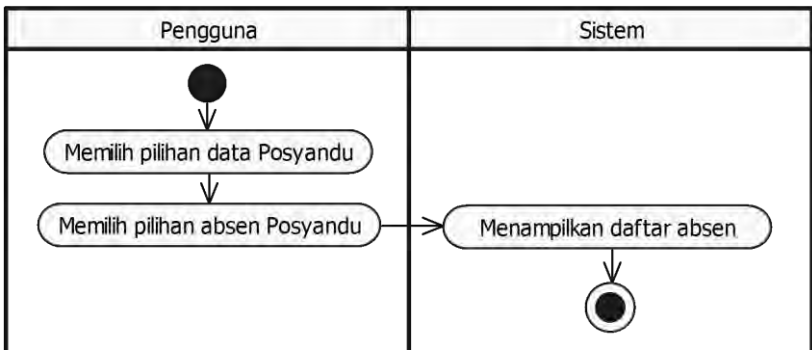 Pengguna
Sistem
Memilih pilihan data Posyandu
Memilih pilihan absen Posyandu
Menampilkan daftar absen